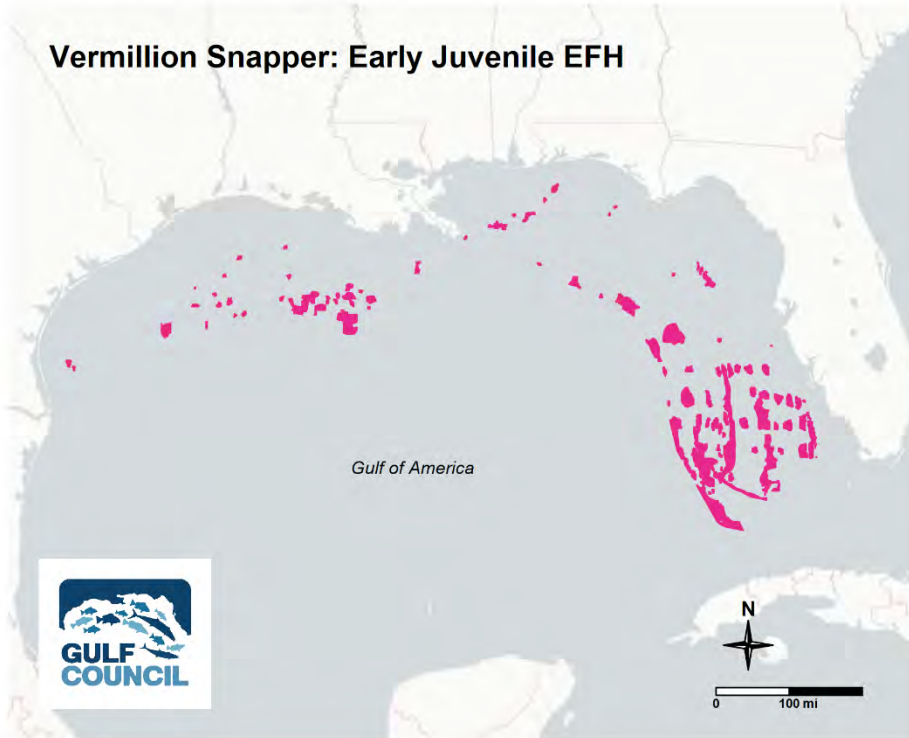 Vermillion Snapper: Early Juvenile EFH
Gulf of America
GULF
COUNCIL
N
0 100 mi